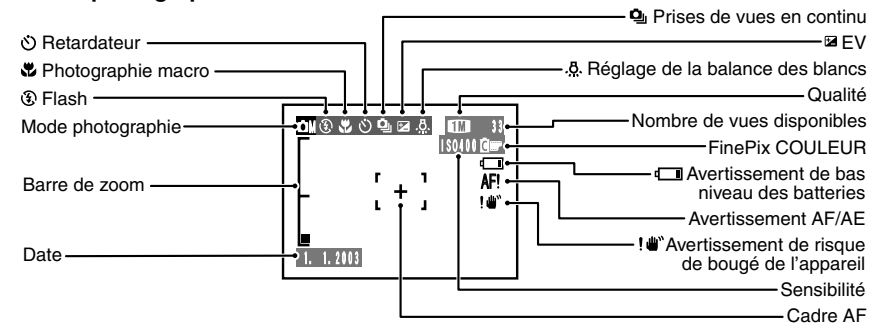 Retardateur
Photographie macro
Flash
Mode photographie
Barre de zoom
Date
M
1M 33
ISO400 C
AF!
!
1. 1. 2003
Prises de vues en continu
EV
Réglage de la balance des blancs
Qualité
Nombre de vues disponibles
FinePix COULEUR
Avertissement de bas
niveau des batteries
Avertissement AF/AE
! Avertissement de risque
de bougé de l'appareil
Sensibilité
Cadre AF